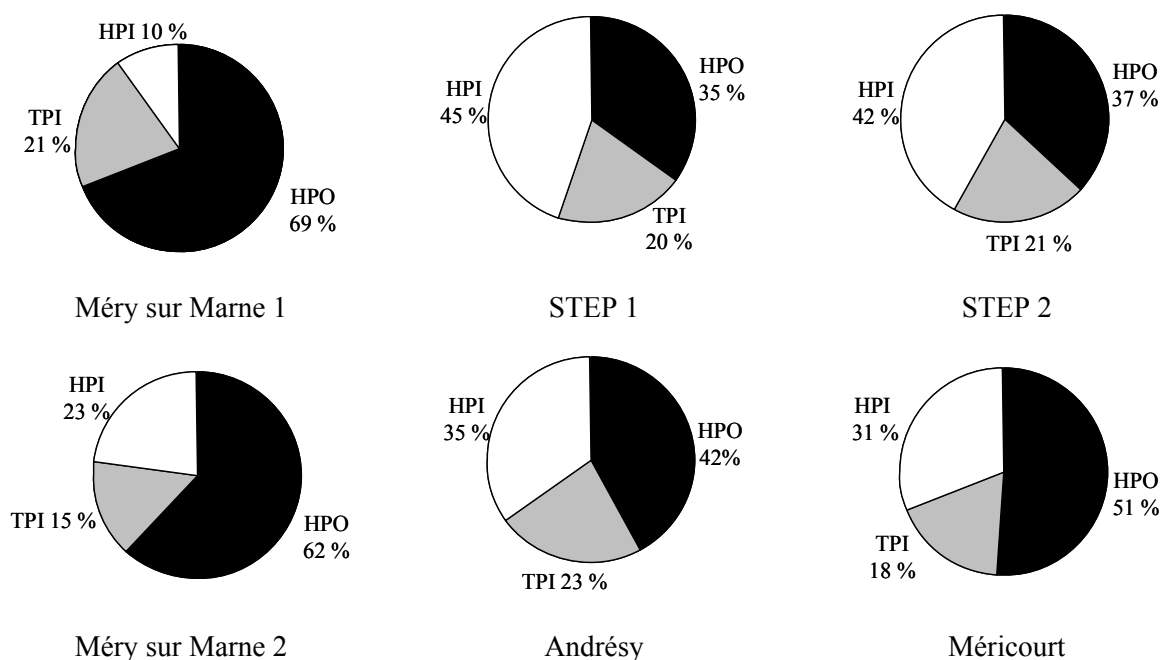 HPI 10 %
TPI
21 %
HPO
69 %
Méry sur Marne 1
HPI
45 %
HPO
35 %
TPI
20 %
STEP 1
HPI
42 %
HPO
37 %
TPI 21 %
STEP 2
HPI
23 %
TPI 15 %
HPO
62 %
Méry sur Marne 2
HPI
35 %
HPO
42%
TPI 23 %
Andrésy
HPI
31 %
HPO
51 %
TPI
18 %
Méricourt